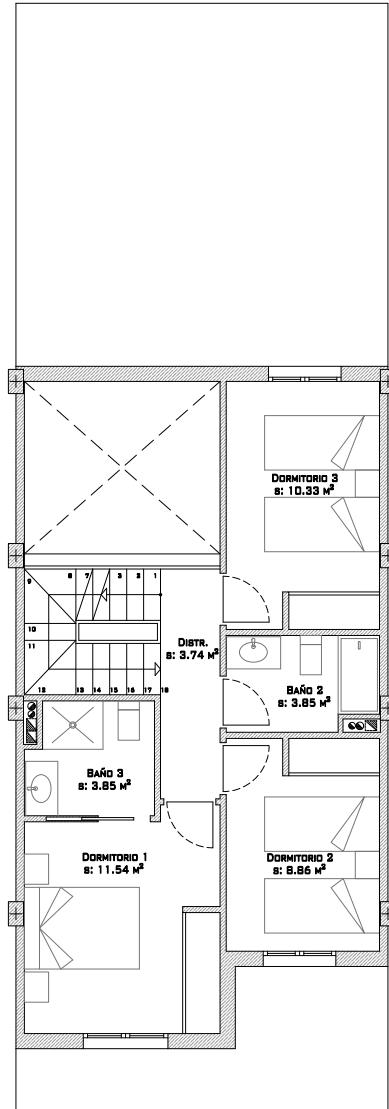 DORMITORIO 3
S: 10.33 M²
9
8
7
3
2
1
10
11
DISTR.
S: 3.74 M²
12
13
14
15
16
17
18
BAÑO 2
S: 3.85 M²
BAÑO 3
S: 3.85 M²
DORMITORIO 1
S: 11.54 M²
DORMITORIO 2
S: 8.86 M²